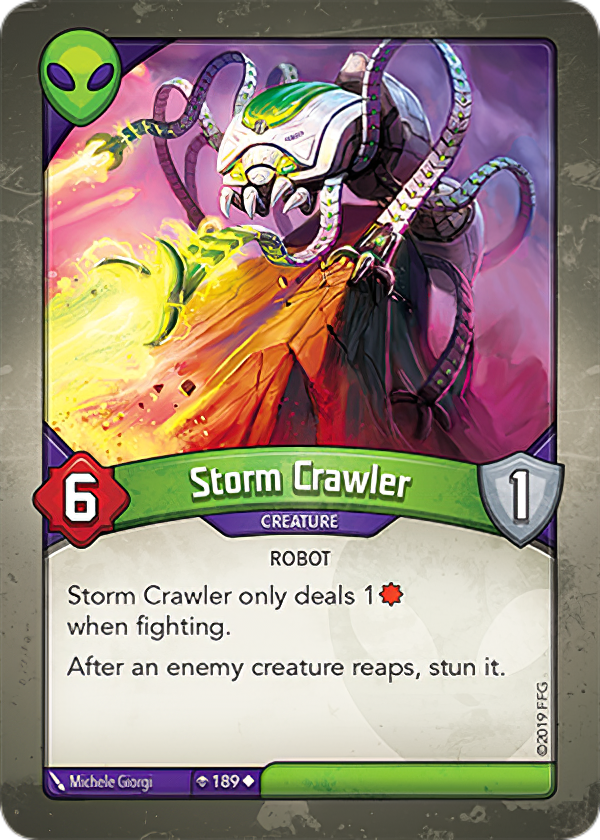 6
Storm Crawler
1
CREATURE
ROBOT
Storm Crawler only deals 1
when fighting.
After an enemy creature reaps, stun it.
©2019 FFG
Michele Giorgi
189